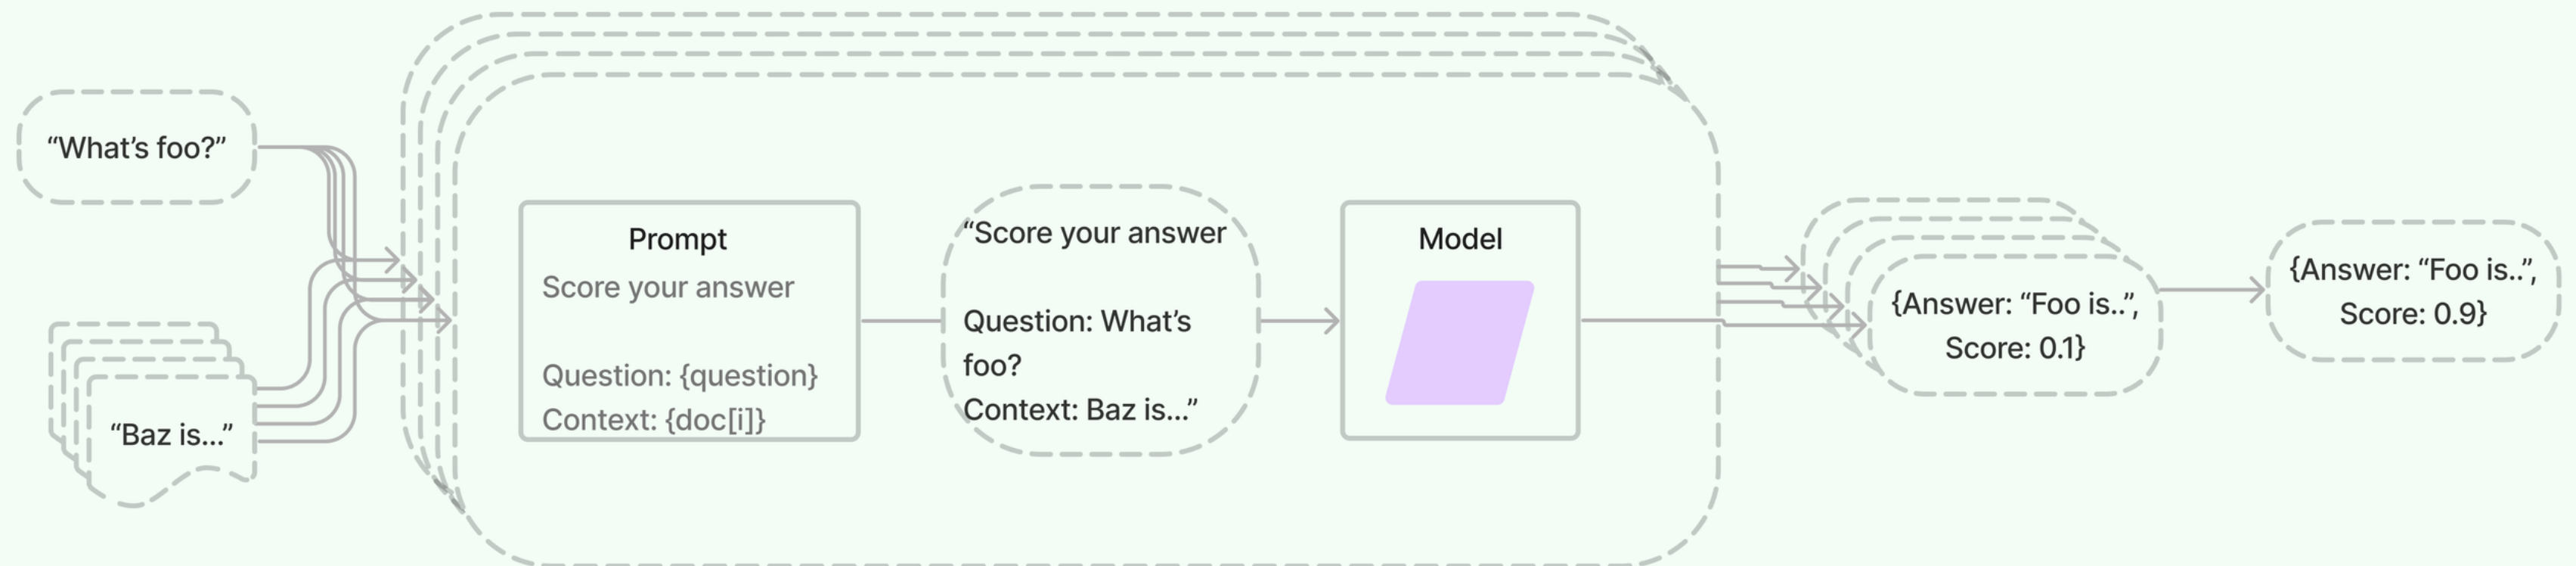 “What’s foo?”
“Baz is...”
Prompt
Score your answer
Question: {question}
Context: {doc[i]}
“Score your answer
Question: What’s
foo?
Context: Baz is...”
Model
{Answer: “Foo is..”,
Score: 0.1}
{Answer: “Foo is..”,
Score: 0.9}